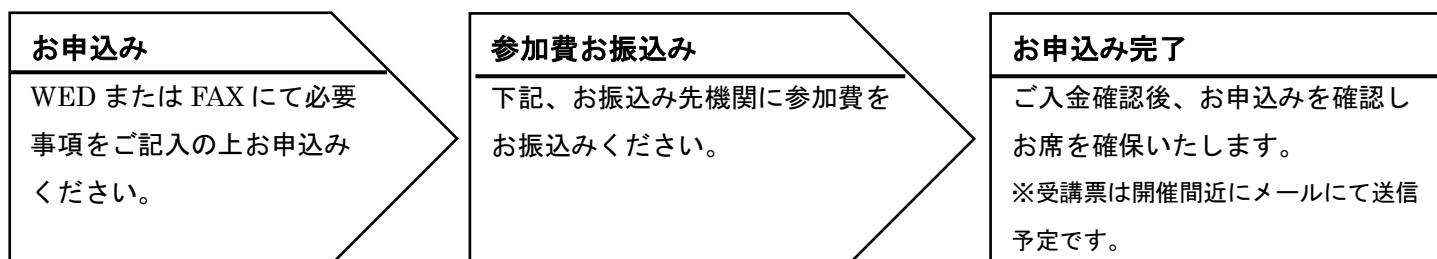 お申込み
WED または FAX にて必要
事項をご記入の上お申込み
ください。
参加費お振込み
下記、お振込み先機関に参加費を
お振込みください。
お申込み完了
ご入金確認後、お申込みを確認し
お席を確保いたします。
※受講票は開催間近にメールにて送信
予定です。